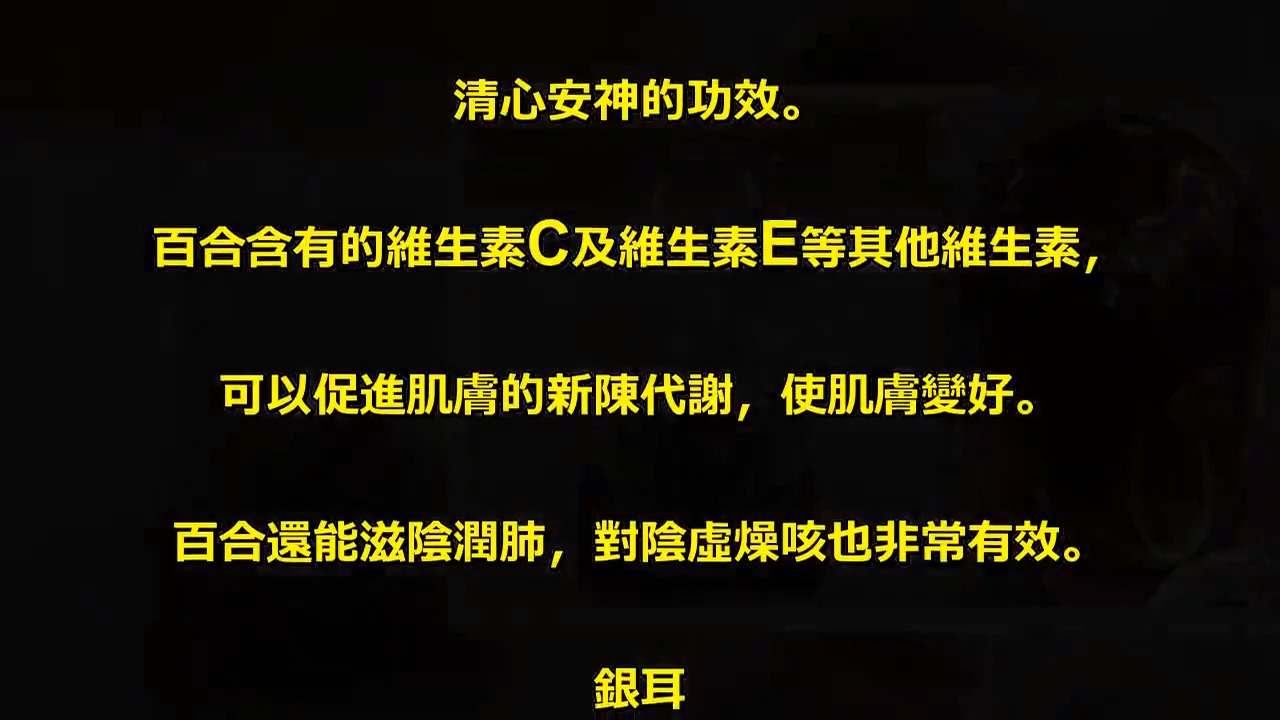 清心安神的功效。
百合含有的維生素C及維生素E等其他維生素，
可以促進肌膚的新陳代謝，使肌膚變好。
百合還能滋陰潤肺，對陰虛燥咳也非常有效。
銀耳